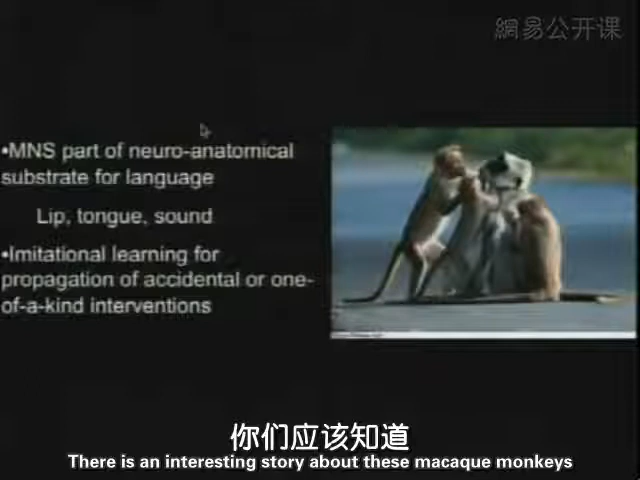 網易公开课
•MNS part of neuro-anatomical
substrate for language
Lip, tongue, sound
•Imitational learning for
propagation of accidental or one-
of-a-kind interventions
你们应该知道
There is an interesting story about these macaque monkeys